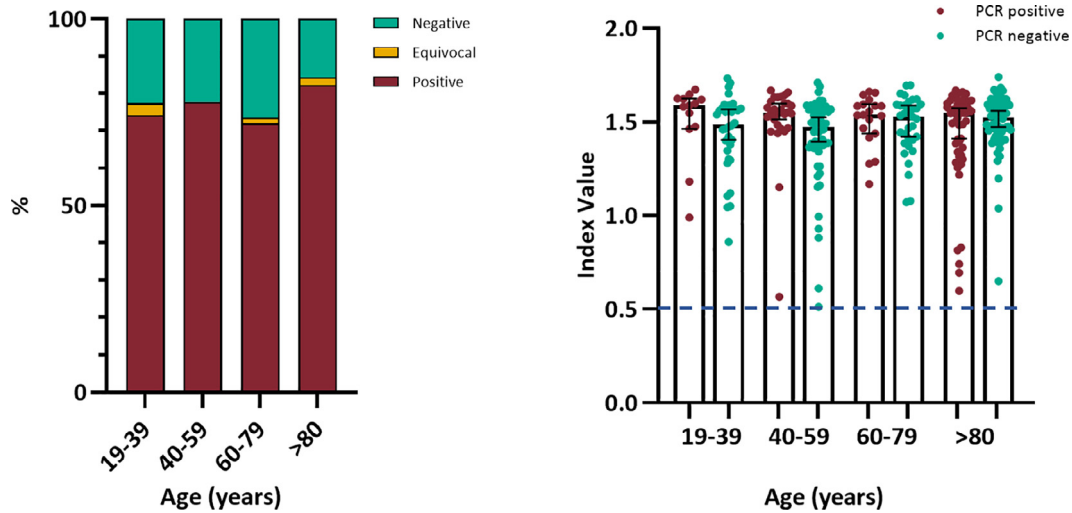 100
50
0
%
19-39
40-59
60-79
>80
Age (years)
Negative
Equivocal
Positive
2.0
1.5
1.0
0.5
0.0
Index Value
19-39 40-59 60-79 >80
Age (years)
PCR positive
PCR negative